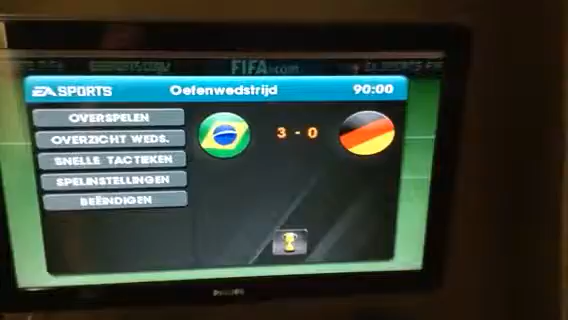 FIFA.com
EA SPORTS Oefenwedstrijd 90:00
OVERSPELEN
OVERZICHT WEDS.
SNELLE TACTIEKEN
SPELINSTELLINGEN
BEËINDIGEN
3 - 0
PHILIPS